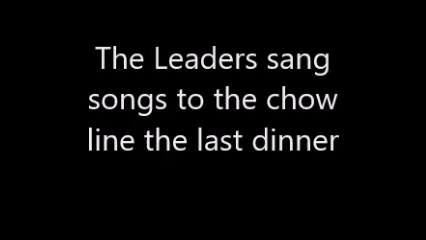 The Leaders sang
songs to the chow
line the last dinner